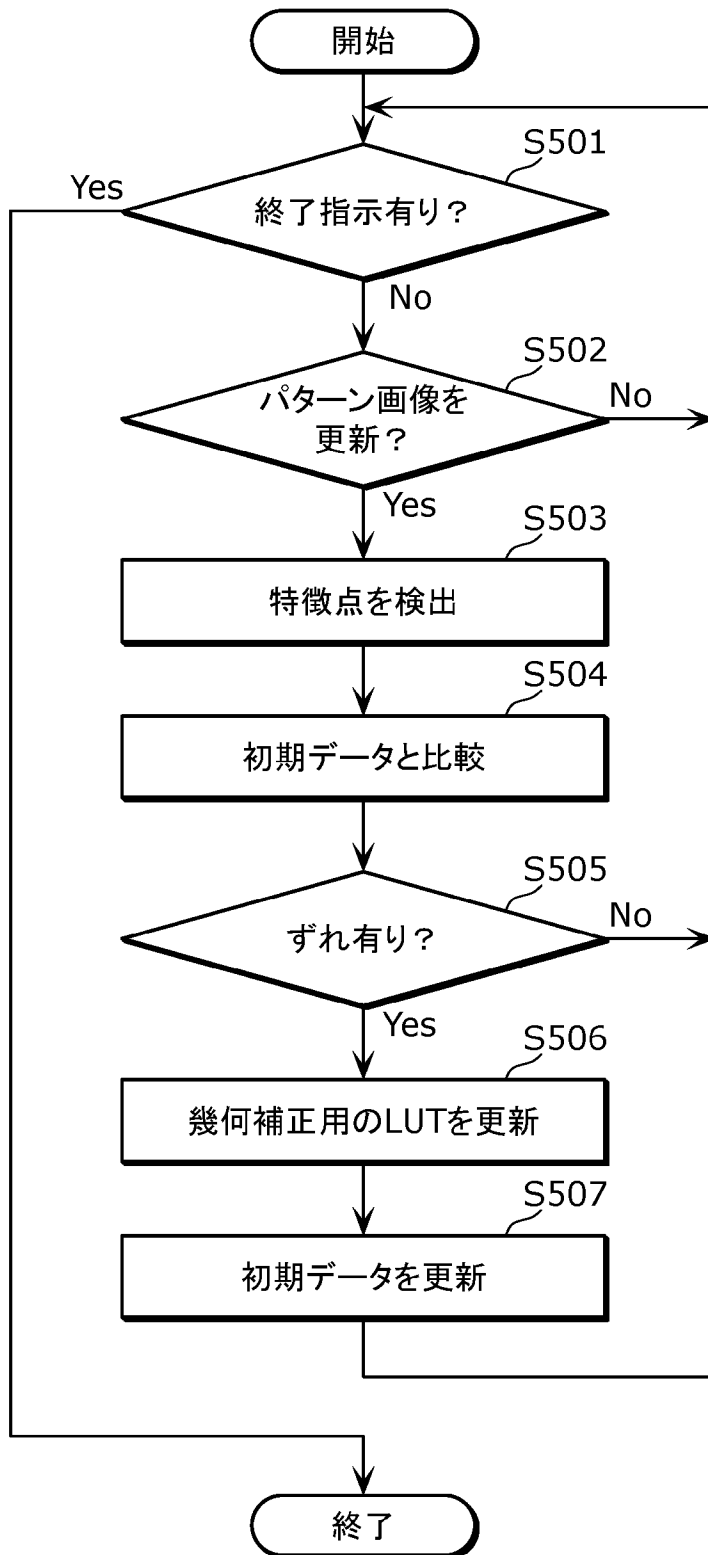 開始
S501
Yes
終了指示有り？
No
S502
パターン画像を
更新？
No
Yes
S503
特徴点を検出
S504
初期データと比較
S505
ずれ有り？
No
Yes
S506
幾何補正用のLUTを更新
S507
初期データを更新
終了